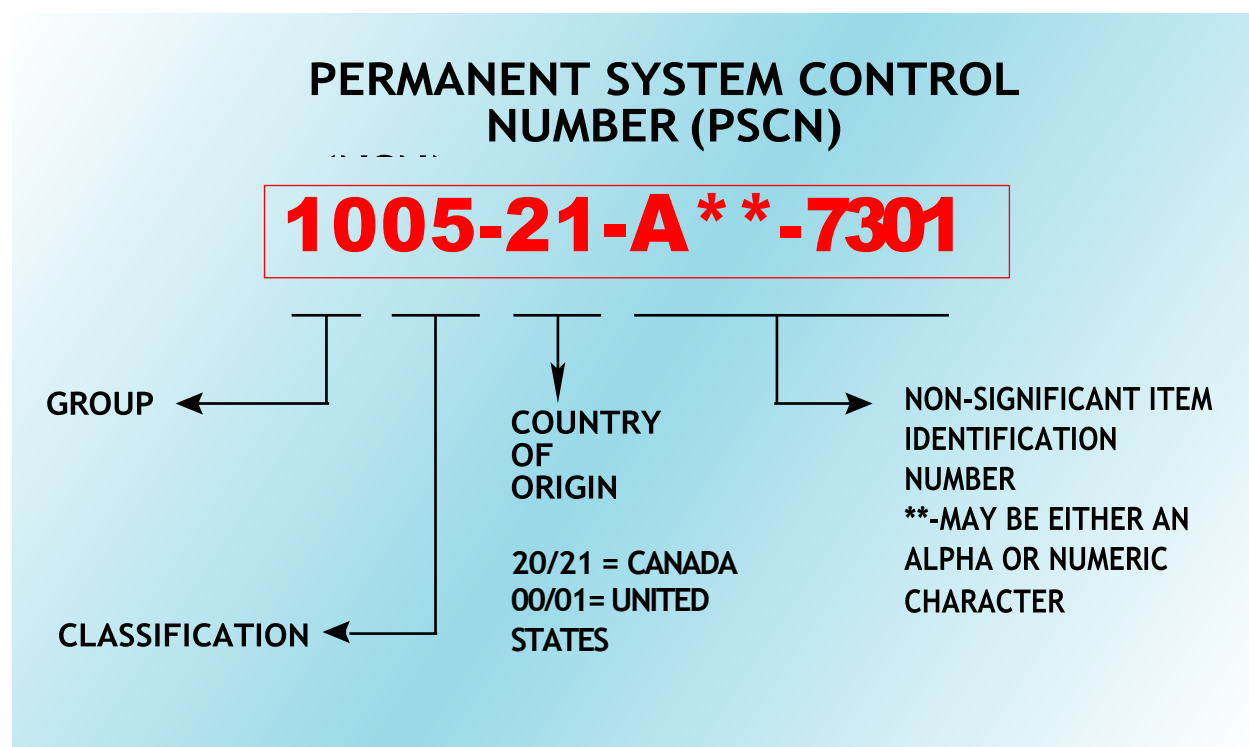 PERMANENT SYSTEM CONTROL
NUMBER (PSCN)
1005-21-A**-7301
GROUP
CLASSIFICATION
COUNTRY
OF
ORIGIN
20/21 = CANADA
00/01= UNITED
STATES
NON-SIGNIFICANT ITEM
IDENTIFICATION
NUMBER
**-MAY BE EITHER AN
ALPHA OR NUMERIC
CHARACTER